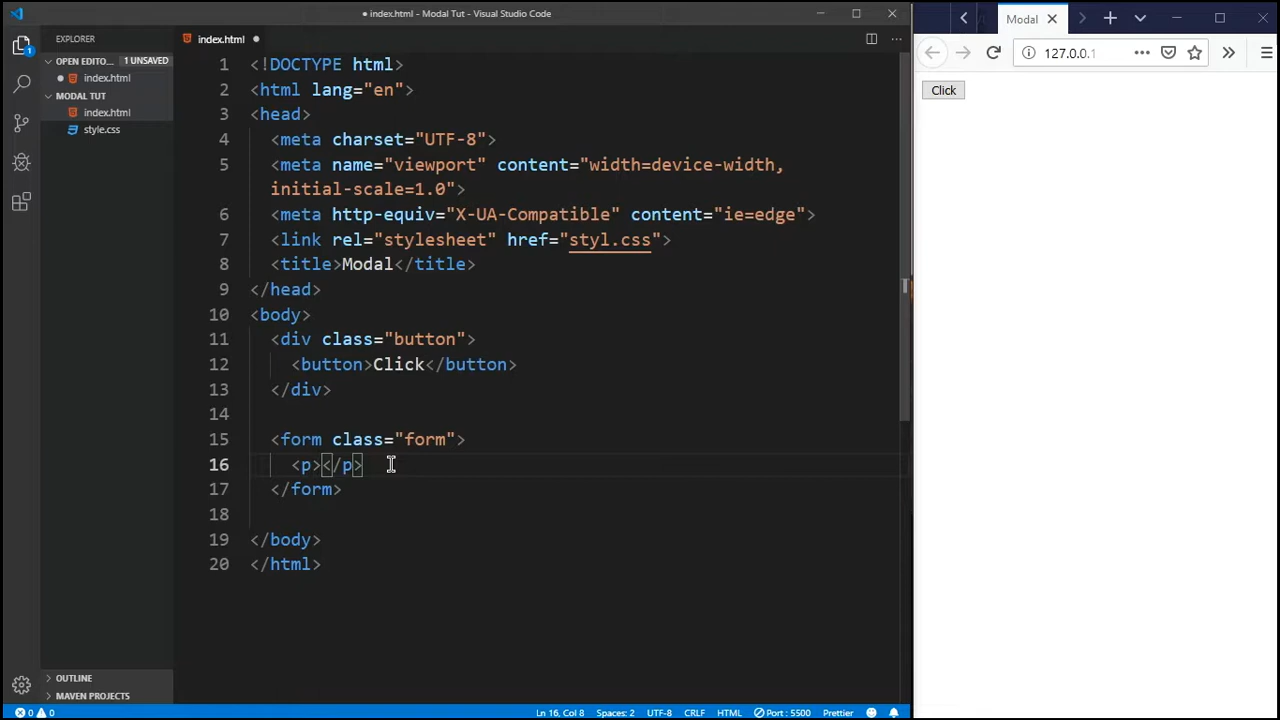 ● index.html - Modal Tut - Visual Studio Code
EXPLORER
OPEN EDITO... 1 UNSAVED
● index.html
MODAL TUT
index.html
style.css
OUTLINE
MAVEN PROJECTS
1
index.html ●
1 <!DOCTYPE html>
2 <html lang="en">
3 <head>
4 <meta charset="UTF-8">
5 <meta name="viewport" content="width=device-width,
initial-scale=1.0">
6 <meta http-equiv="X-UA-Compatible" content="ie=edge">
7 <link rel="stylesheet" href="styl.css">
8 <title>Modal</title>
9 </head>
10 <body>
11 <div class="button">
12 <button>Click</button>
13 </div>
14
15 <form class="form">
16 <p></p>
17 </form>
18
19 </body>
20 </html>
0 0
Ln 16, Col 8 Spaces: 2 UTF-8 CRLF HTML Port : 5500 Prettier
Modal
127.0.0.1
Click